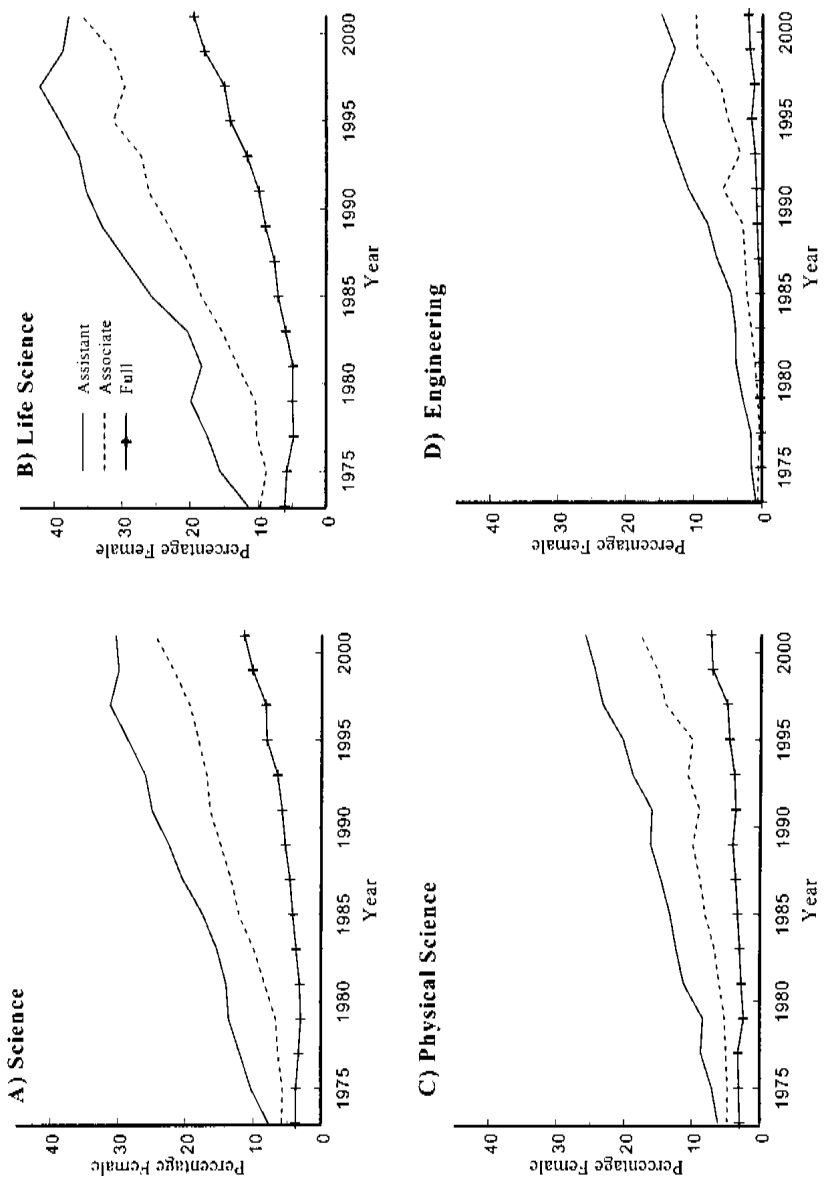 A) Science
Percentage Female
40
30
20
10
0
1975
1980
1985
1990
1995
2000
Year
B) Life Science
Assistant
Associate
Full
Percentage Female
40
30
20
10
0
1975
1980
1985
1990
1995
2000
Year
C) Physical Science
Percentage Female
40
30
20
10
0
1975
1980
1985
1990
1995
2000
Year
D) Engineering
Percentage Female
40
30
20
10
0
1975
1980
1985
1990
1995
2000
Year